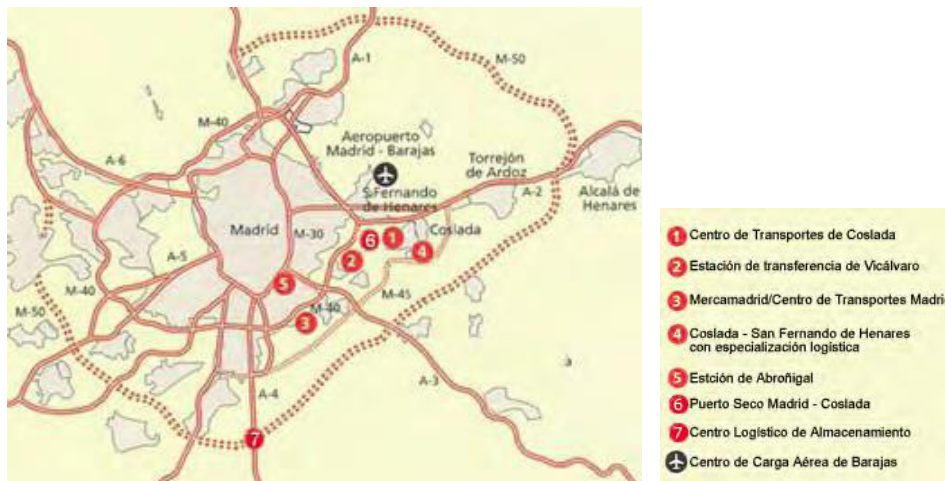 M-50
A-1
M-40
Aeropuerto
Madrid - Barajas
A-6
Torrejón
de Ardoz
A-2
Alcalá de
Henares
S.Fernando
de Henares
Madrid
M-30
6
1
Coslada
4
2
A-5
5
M-40
M-50
M-45
M-40
3
A-4
A-3
a
7
1 Centro de Transportes de Coslada
2 Estación de transferencia de Vicálvaro
3 Mercamadrid/Centro de Transportes Madri
4 Coslada - San Fernando de Henares
con especialización logística
5 Estción de Abroñigal
6 Puerto Seco Madrid - Coslada
7 Centro Logístico de Almacenamiento
Centro de Carga Aérea de Barajas